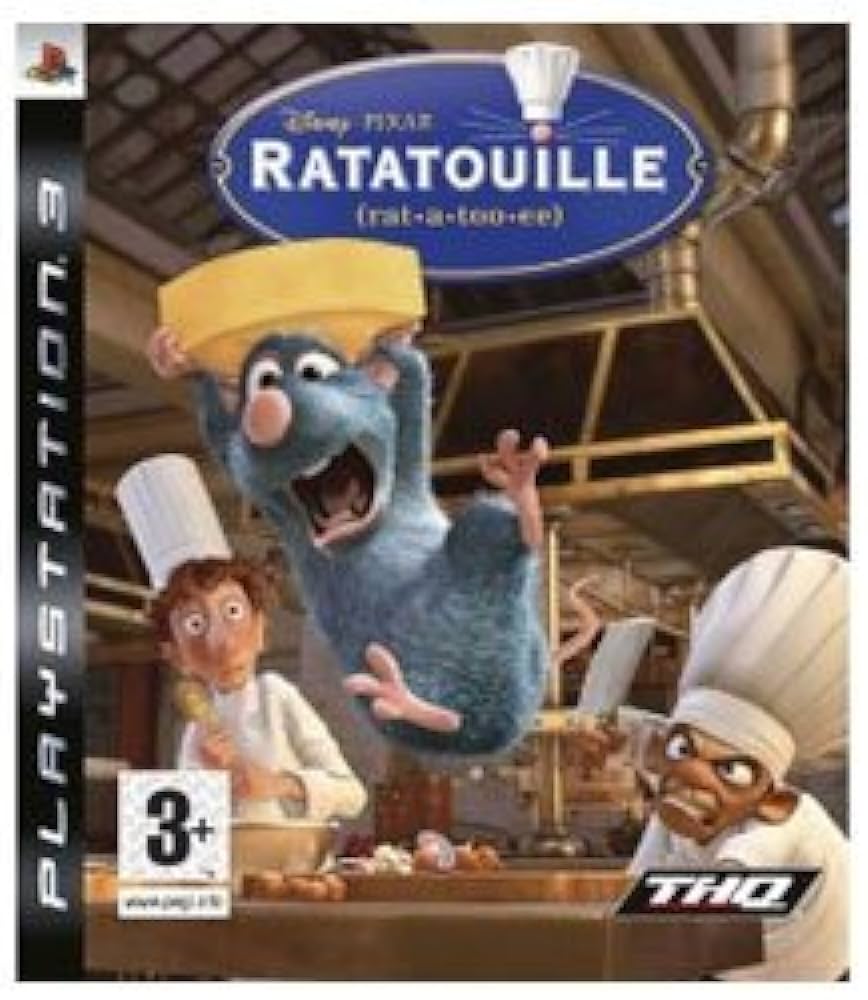 PLAYSTATION 3
Disney · PIXAR
RATATOUILLE
(rat•a•too•ee)
3+
www.pegi.info
THQ